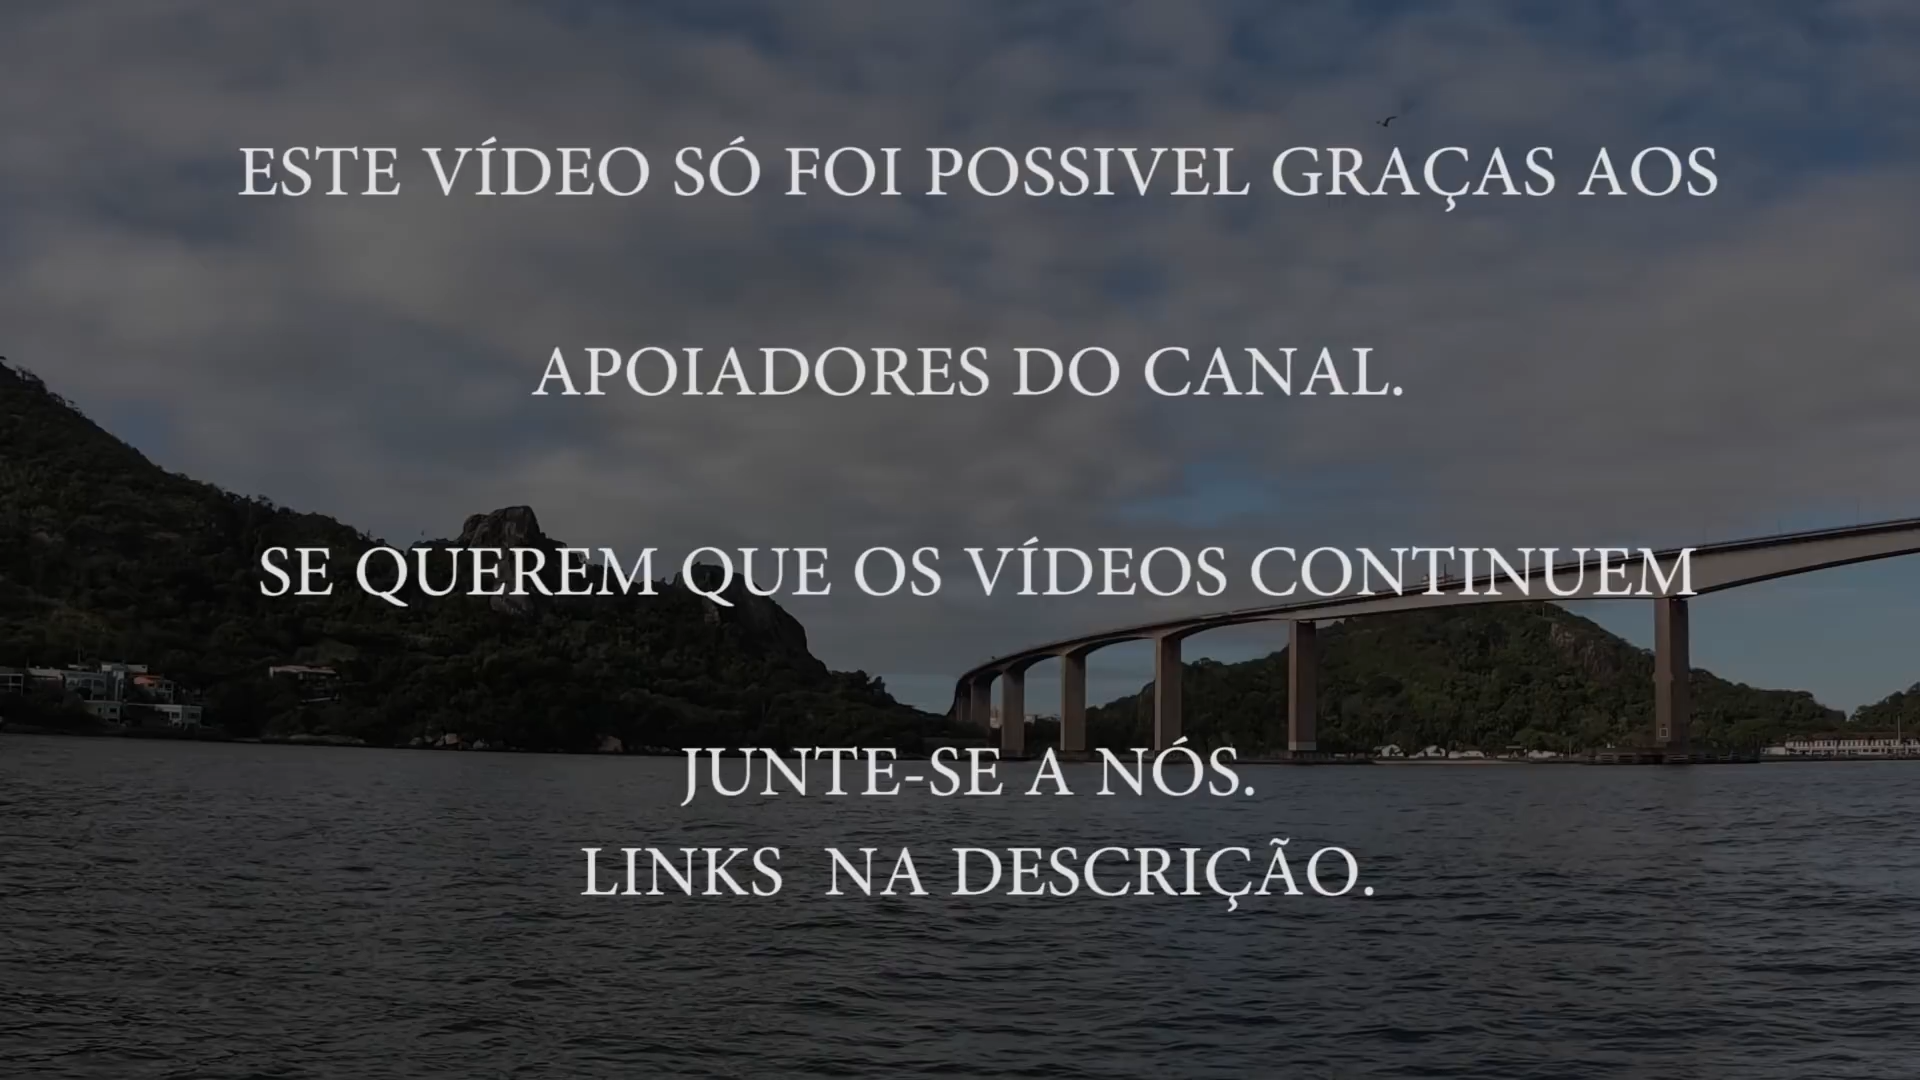 ESTE VÍDEO SÓ FOI POSSIVEL GRAÇAS AOS
APOIADORES DO CANAL.
SE QUEREM QUE OS VÍDEOS CONTINUEM
JUNTE-SE A NÓS.
LINKS NA DESCRIÇÃO.